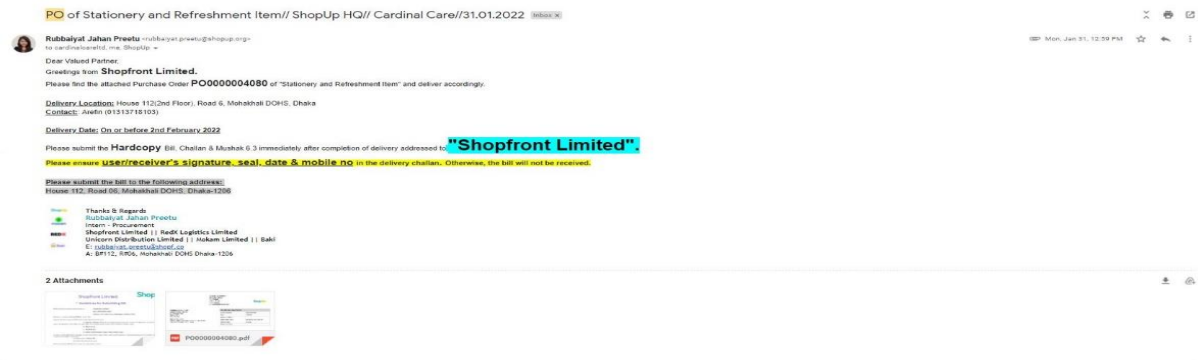 PO of Stationery and Refreshment Item// ShopUp HQ// Cardinal Care//31.01.2022 Inbox x
Rubbaiyat Jahan Preetu <rubbaiyat.preetu@shopup.org>
Mon, Jan 31, 12:59 PM
to cardinalcareltd, me, ShopUp
Dear Valued Partner,
Greetings from Shopfront Limited.
Please find the attached Purchase Order PO0000004080 of "Stationery and Refreshment Item" and deliver accordingly.
Delivery Location: House 112(2nd Floor), Road 6, Mohakhali DOHS, Dhaka
Contact: Arefin (01313718103)
Delivery Date: On or before 2nd February 2022
Please submit the Hardcopy Bill, Challan & Mushak 6.3 immediately after completion of delivery addressed to "Shopfront Limited".
Please ensure user/receiver's signature, seal, date & mobile no in the delivery challan. Otherwise, the bill will not be received.
Please submit the bill to the following address:
House 112, Road 06, Mohakhali DOHS, Dhaka-1206
Thanks & Regards
Rubbaiyat Jahan Preetu
Intern - Procurement
Shopfront Limited || RedX Logistics Limited
Unicorn Distribution Limited || Mokam Limited || Baki
E: rubbaiyat.preetu@shopf.co
A: B#112, R#06, Mohakhali DOHS Dhaka-1206
2 Attachments
Shopfront Limited
Shop
PO0000004080.pdf